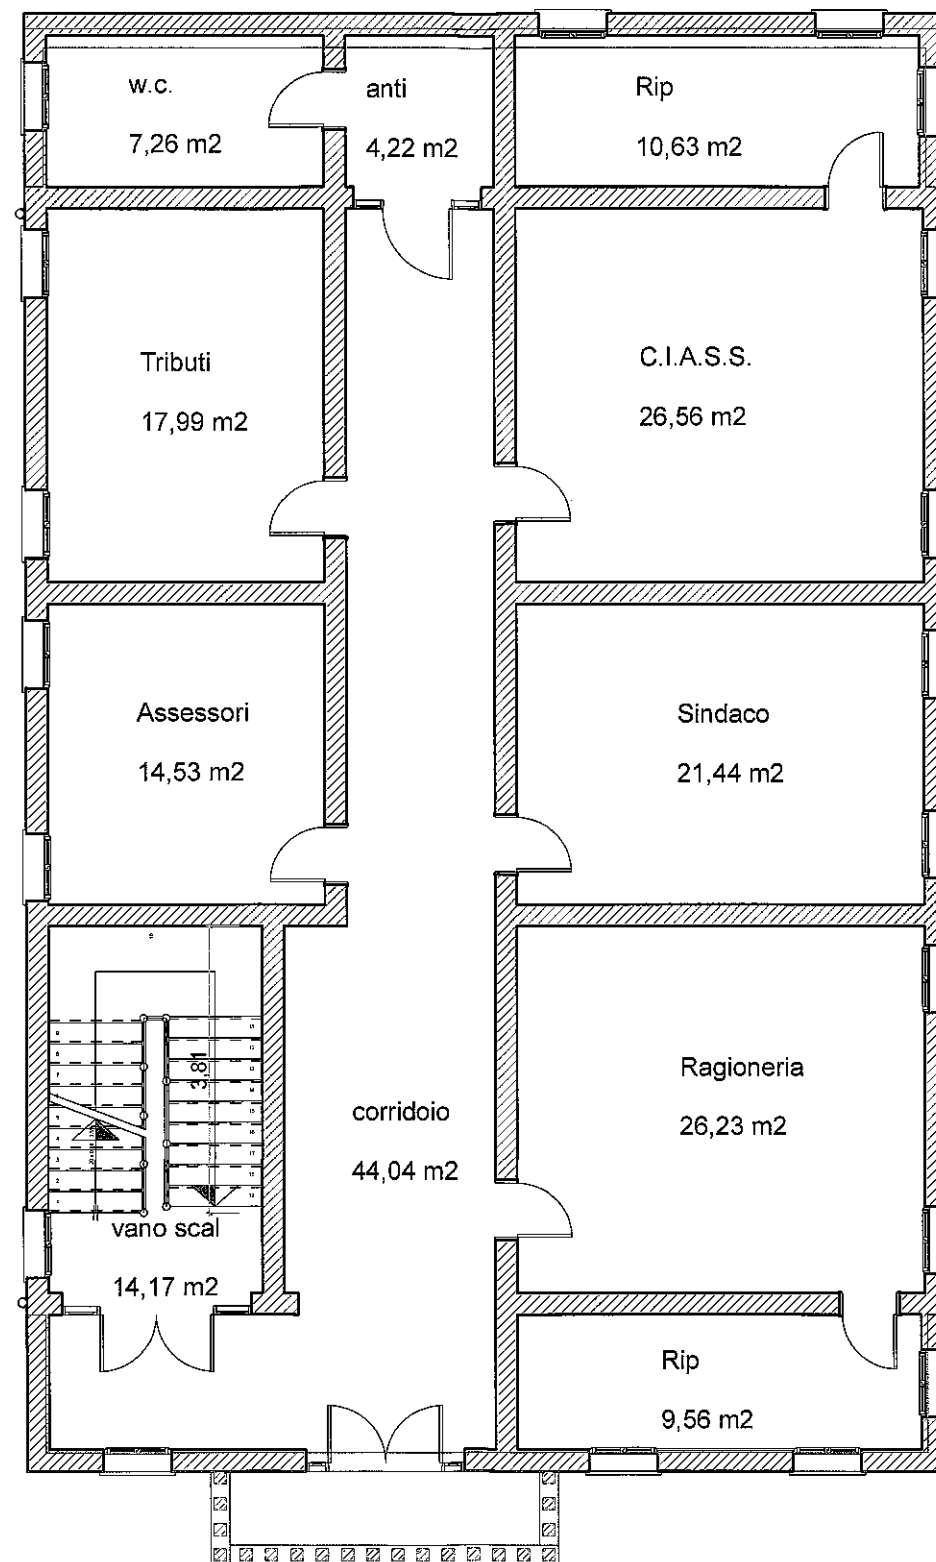 w.c.
7,26 m2
anti
4,22 m2
Rip
10,63 m2
Tributi
17,99 m2
C.I.A.S.S.
26,56 m2
Assessori
14,53 m2
Sindaco
21,44 m2
3,81
corridoio
44,04 m2
Ragioneria
26,23 m2
vano scal
14,17 m2
Rip
9,56 m2